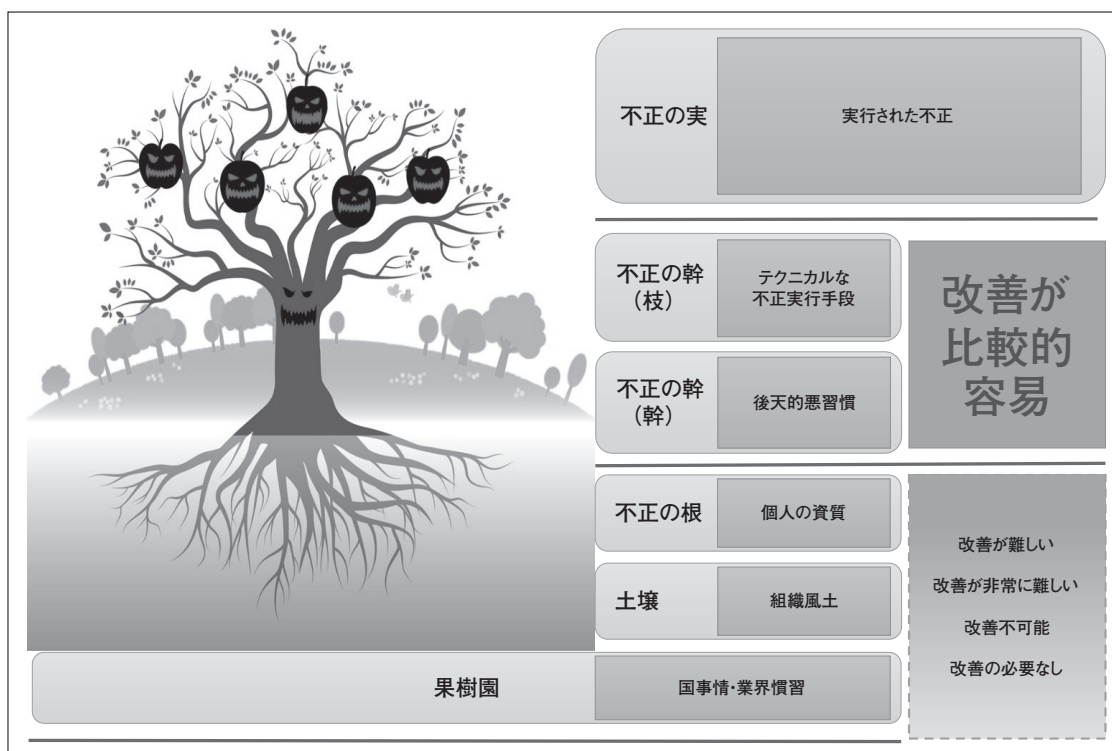 不正の実
実行された不正
不正の幹
（枝）
テクニカルな
不正実行手段
改善が
比較的
容易
不正の幹
（幹）
後天的悪習慣
不正の根
個人の資質
土壌
組織風土
改善が難しい
改善が非常に難しい
改善不可能
改善の必要なし
果樹園
国事情・業界慣習